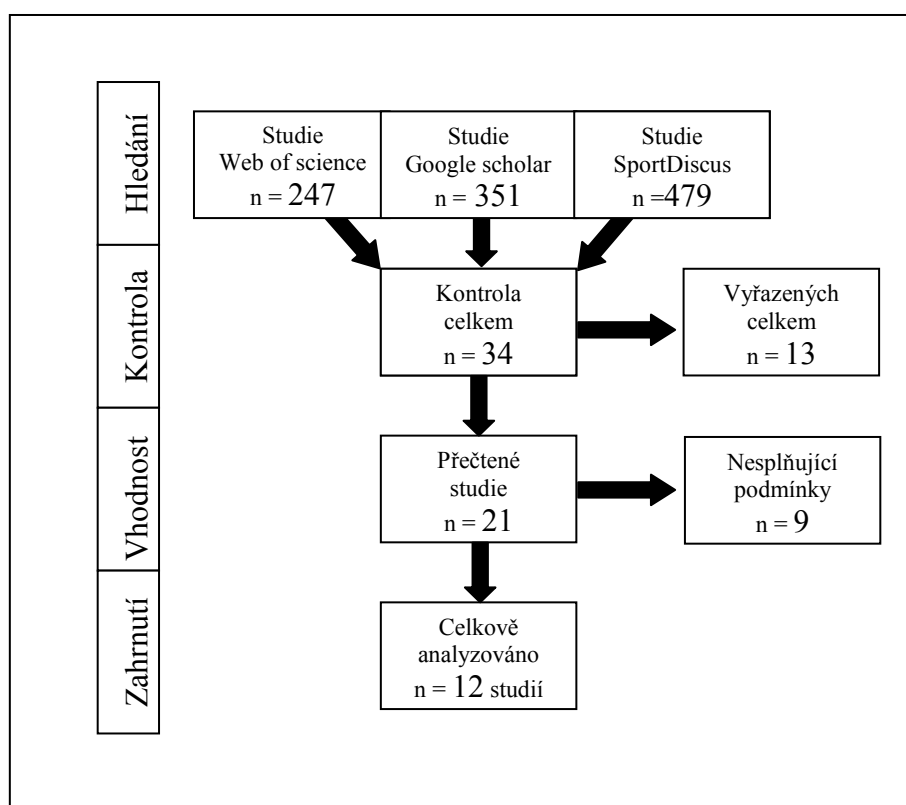 Hledání
Studie
Web of science
n = 247
Studie
Google scholar
n = 351
Studie
SportDiscus
n =479
Kontrola
Kontrola
celkem
n = 34
Vyřazených
celkem
n = 13
Vhodnost
Přečtené
studie
n = 21
Nesplňující
podmínky
n = 9
Zahrnutí
Celkově
analyzováno
n = 12 studií